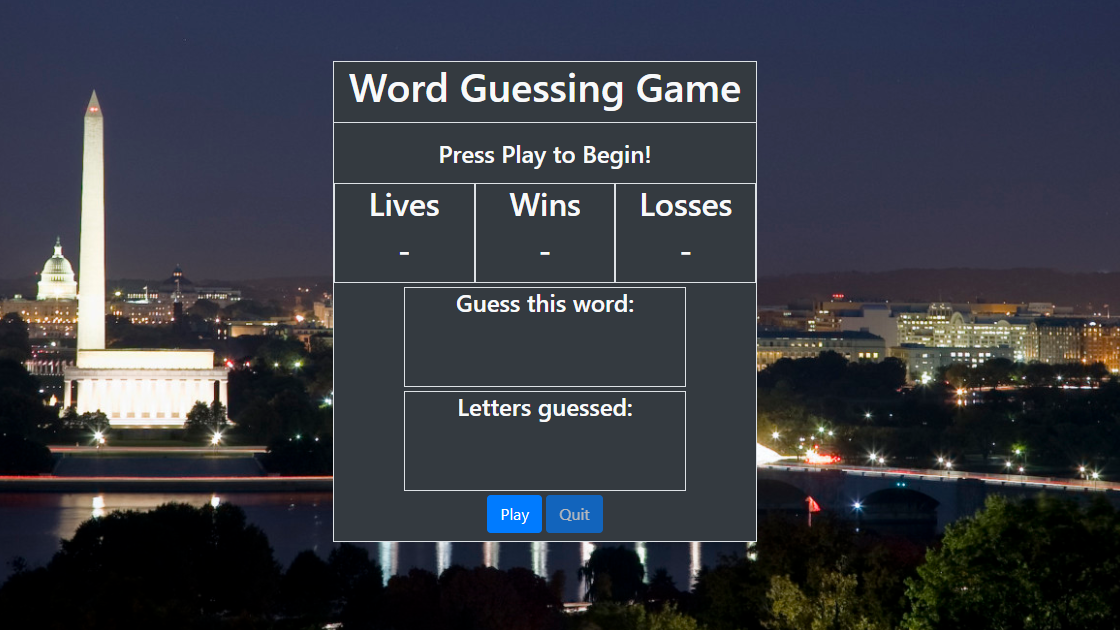 Word Guessing Game
Press Play to Begin!
Lives Wins Losses
- - -
Guess this word:
Letters guessed:
Play Quit